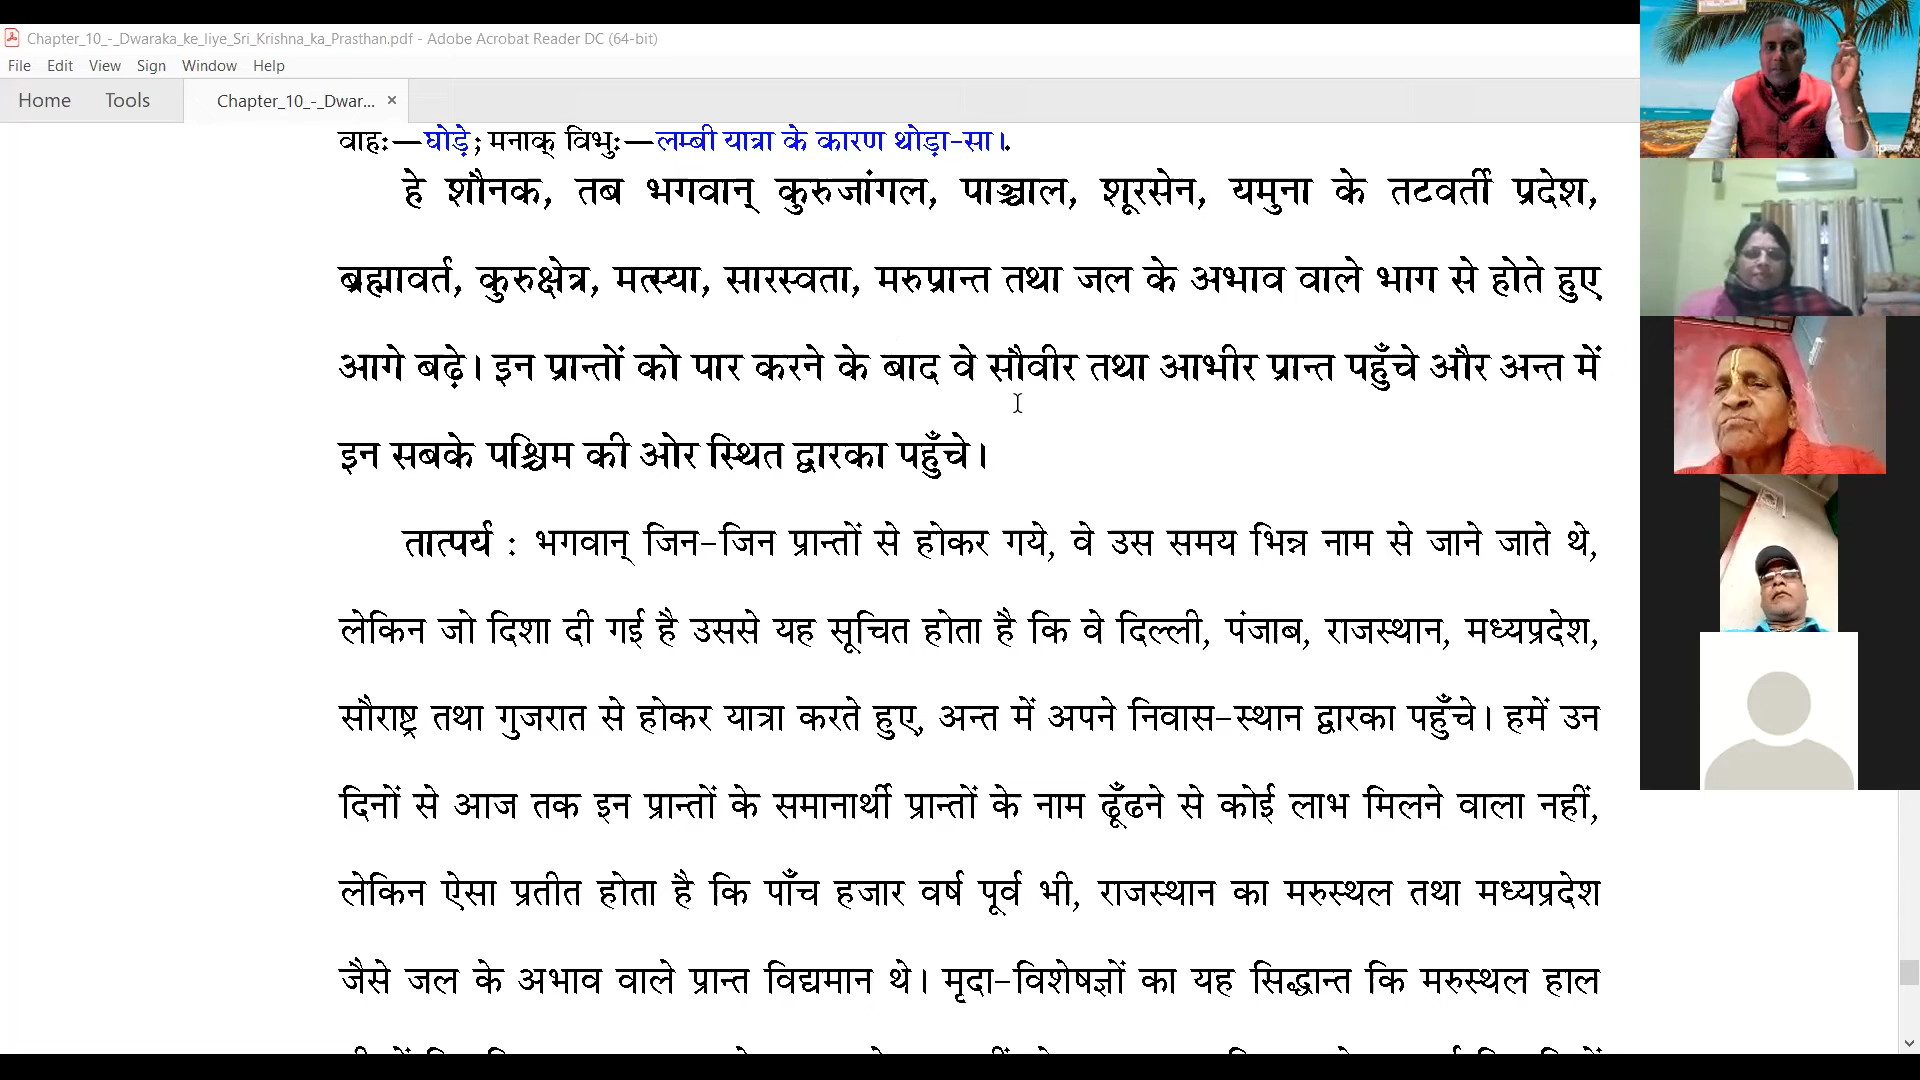 Chapter_10_-_Dwaraka_ke_liye_Sri_Krishna_ka_Prasthan.pdf - Adobe Acrobat Reader DC (64-bit)
File Edit View Sign Window Help
Home Tools Chapter_10_-_Dwar... ×
वाहः—घोड़े; मनाक् विभुः—लम्बी यात्रा के कारण थोड़ा-सा।.
हे शौनक, तब भगवान् कुरुजांगल, पाञ्चाल, शूरसेन, यमुना के तटवर्ती प्रदेश,
ब्रह्मावर्त, कुरुक्षेत्र, मत्स्या, सारस्वता, मरुप्रान्त तथा जल के अभाव वाले भाग से होते हुए
आगे बढ़े। इन प्रान्तों को पार करने के बाद वे सौवीर तथा आभीर प्रान्त पहुँचे और अन्त में
इन सबके पश्चिम की ओर स्थित द्वारका पहुँचे।
तात्पर्य : भगवान् जिन-जिन प्रान्तों से होकर गये, वे उस समय भिन्न नाम से जाने जाते थे,
लेकिन जो दिशा दी गई है उससे यह सूचित होता है कि वे दिल्ली, पंजाब, राजस्थान, मध्यप्रदेश,
सौराष्ट्र तथा गुजरात से होकर यात्रा करते हुए, अन्त में अपने निवास-स्थान द्वारका पहुँचे। हमें उन
दिनों से आज तक इन प्रान्तों के समानार्थी प्रान्तों के नाम ढूँढने से कोई लाभ मिलने वाला नहीं,
लेकिन ऐसा प्रतीत होता है कि पाँच हजार वर्ष पूर्व भी, राजस्थान का मरुस्थल तथा मध्यप्रदेश
जैसे जल के अभाव वाले प्रान्त विद्यमान थे। मृदा-विशेषज्ञों का यह सिद्धान्त कि मरुस्थल हाल